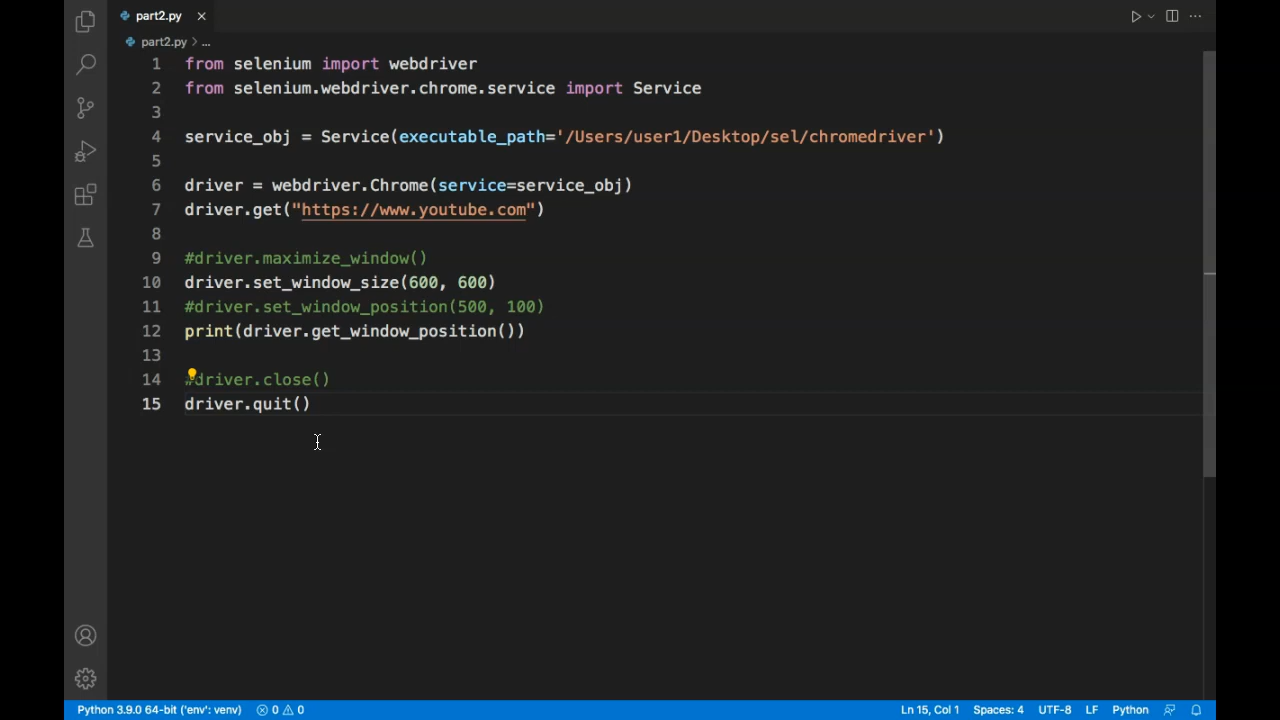 part2.py
part2.py > ...
1 from selenium import webdriver
2 from selenium.webdriver.chrome.service import Service
3
4 service_obj = Service(executable_path='/Users/user1/Desktop/sel/chromedriver')
5
6 driver = webdriver.Chrome(service=service_obj)
7 driver.get("https://www.youtube.com")
8
9 #driver.maximize_window()
10 driver.set_window_size(600, 600)
11 #driver.set_window_position(500, 100)
12 print(driver.get_window_position())
13
14 #driver.close()
15 driver.quit()
Python 3.9.0 64-bit ('env': venv) 0 0 Ln 15, Col 1 Spaces: 4 UTF-8 LF Python